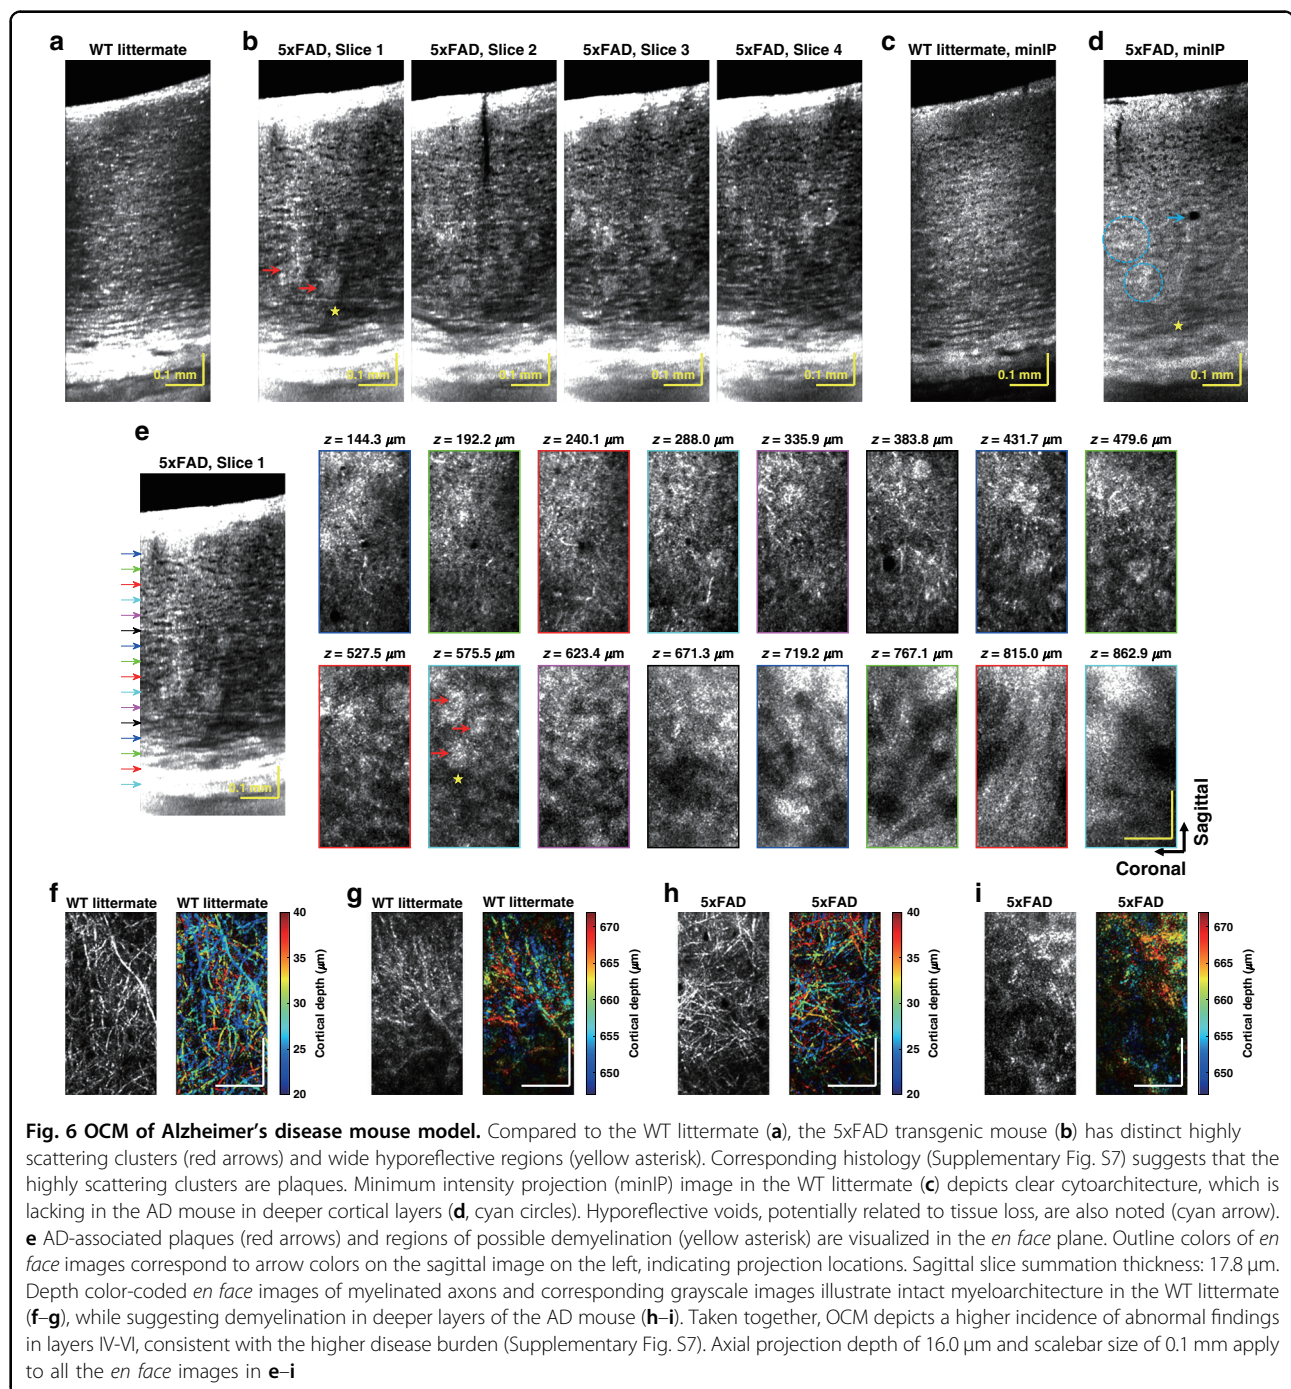 a
WT littermate
b
5xFAD, Slice 1
5xFAD, Slice 2
5xFAD, Slice 3
5xFAD, Slice 4
c
WT littermate, minIP
d
5xFAD, minIP
0.1 mm
0.1 mm
0.1 mm
0.1 mm
0.1 mm
0.1 mm
0.1 mm
e
5xFAD, Slice 1
0.1 mm
z = 144.3 μm
z = 192.2 μm
z = 240.1 μm
z = 288.0 μm
z = 335.9 μm
z = 383.8 μm
z = 431.7 μm
z = 479.6 μm
z = 527.5 μm
z = 575.5 μm
z = 623.4 μm
z = 671.3 μm
z = 719.2 μm
z = 767.1 μm
z = 815.0 μm
z = 862.9 μm
Sagittal
Coronal
f
WT littermate
WT littermate
40
35
30
25
20
Cortical depth (μm)
g
WT littermate
WT littermate
670
665
660
655
650
Cortical depth (μm)
h
5xFAD
5xFAD
40
35
30
25
20
Cortical depth (μm)
i
5xFAD
5xFAD
670
665
660
655
650
Cortical depth (μm)
Fig. 6 OCM of Alzheimer's disease mouse model. Compared to the WT littermate (a), the 5xFAD transgenic mouse (b) has distinct highly
scattering clusters (red arrows) and wide hyporeflective regions (yellow asterisk). Corresponding histology (Supplementary Fig. S7) suggests that the
highly scattering clusters are plaques. Minimum intensity projection (minIP) image in the WT littermate (c) depicts clear cytoarchitecture, which is
lacking in the AD mouse in deeper cortical layers (d, cyan circles). Hyporeflective voids, potentially related to tissue loss, are also noted (cyan arrow).
e AD-associated plaques (red arrows) and regions of possible demyelination (yellow asterisk) are visualized in the en face plane. Outline colors of en
face images correspond to arrow colors on the sagittal image on the left, indicating projection locations. Sagittal slice summation thickness: 17.8 μm.
Depth color-coded en face images of myelinated axons and corresponding grayscale images illustrate intact myeloarchitecture in the WT littermate
(f–g), while suggesting demyelination in deeper layers of the AD mouse (h–i). Taken together, OCM depicts a higher incidence of abnormal findings
in layers IV-VI, consistent with the higher disease burden (Supplementary Fig. S7). Axial projection depth of 16.0 μm and scalebar size of 0.1 mm apply
to all the en face images in e–i